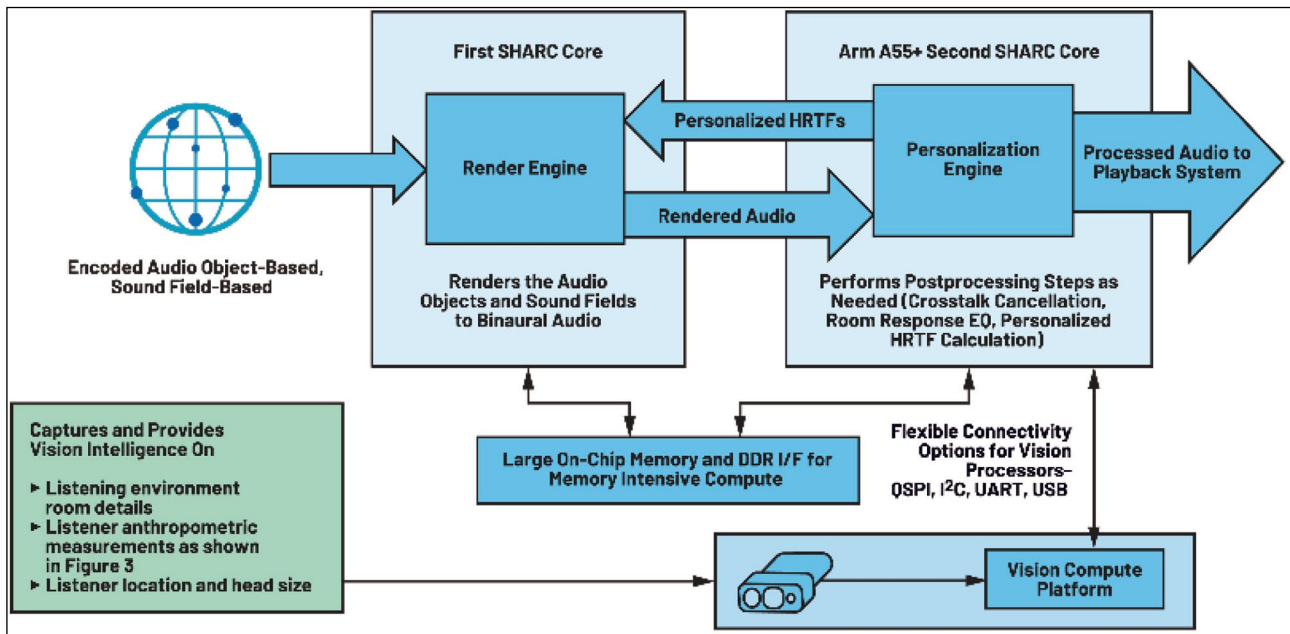 First SHARC Core
Arm A55+ Second SHARC Core
Personalized HRTFs
Render Engine
Personalization
Engine
Processed Audio to
Playback System
Rendered Audio
Encoded Audio Object-Based,
Sound Field-Based
Renders the Audio
Objects and Sound Fields
to Binaural Audio
Performs Postprocessing Steps as
Needed (Crosstalk Cancellation,
Room Response EQ, Personalized
HRTF Calculation)
Captures and Provides
Vision Intelligence On
► Listening environment
room details
► Listener anthropometric
measurements as shown
in Figure 3
► Listener location and head size
Large On-Chip Memory and DDR I/F for
Memory Intensive Compute
Flexible Connectivity
Options for Vision
Processors–
QSPI, I²C, UART, USB
Vision Compute
Platform